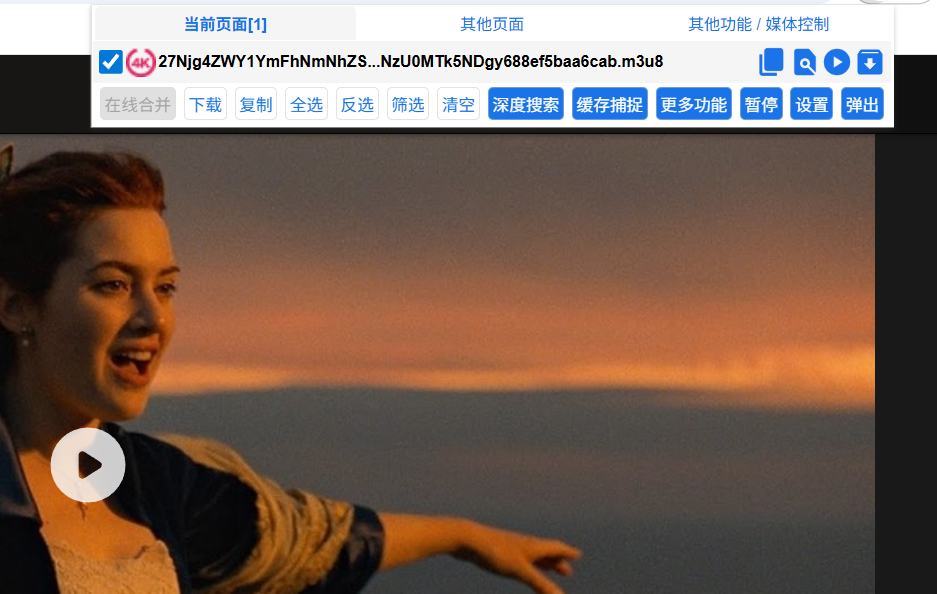 当前页面[1] 其他页面 其他功能 / 媒体控制
4K 27Njg4ZWY1YmFhNmNhZS...NzU0MTk5NDgy688ef5baa6cab.m3u8
在线合并 下载 复制 全选 反选 筛选 清空 深度搜索 缓存捕捉 更多功能 暂停 设置 弹出